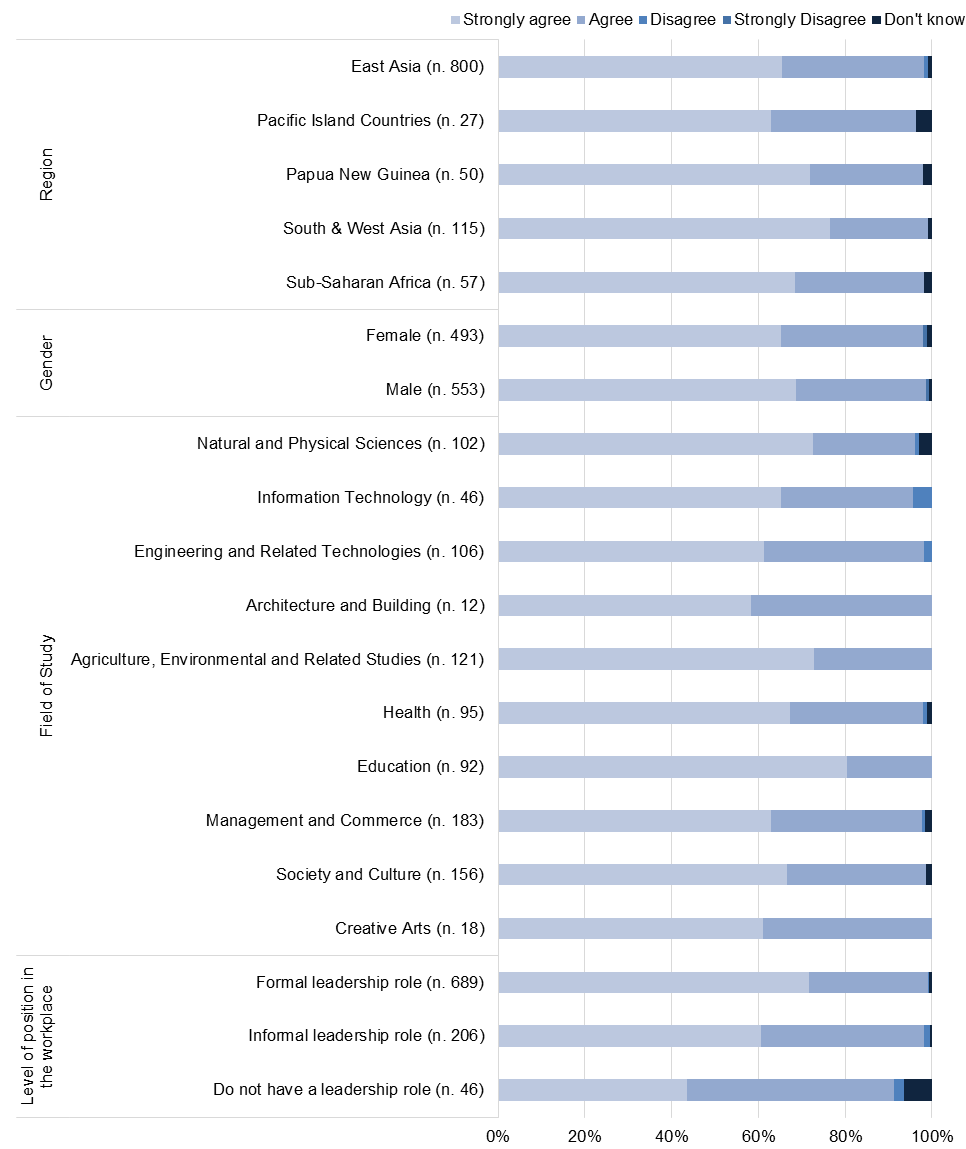 Strongly agree Agree Disagree Strongly Disagree Don't know
Region
East Asia (n. 800)
Pacific Island Countries (n. 27)
Papua New Guinea (n. 50)
South & West Asia (n. 115)
Sub-Saharan Africa (n. 57)
Gender
Female (n. 493)
Male (n. 553)
Field of Study
Natural and Physical Sciences (n. 102)
Information Technology (n. 46)
Engineering and Related Technologies (n. 106)
Architecture and Building (n. 12)
Agriculture, Environmental and Related Studies (n. 121)
Health (n. 95)
Education (n. 92)
Management and Commerce (n. 183)
Society and Culture (n. 156)
Creative Arts (n. 18)
Level of position in
the workplace
Formal leadership role (n. 689)
Informal leadership role (n. 206)
Do not have a leadership role (n. 46)
0% 20% 40% 60% 80% 100%